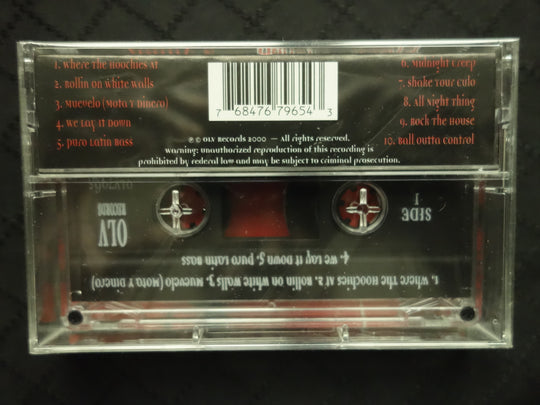 1. Where The Hoochies At
2. Rollin on White Walls
3. Muevelo (Mota y Dinero)
4. We Lay It Down
5. Puro Latin Bass
7 68476 79654 3
6. Midnight Creep
7. Shake Your Culo
8. All Night Thing
9. Rock The House
10. Ball Outta Control
℗ © OLV Records 2000 — All rights reserved.
warning: unauthorized reproduction of this recording is
prohibited by federal law and may be subject to criminal prosecution.
SIDE
1
OLV
RECORDS
1. Where The Hoochies At 2. Rollin on White Walls 3. Muevelo (Mota y Dinero)
4. We Lay It Down 5. Puro Latin Bass